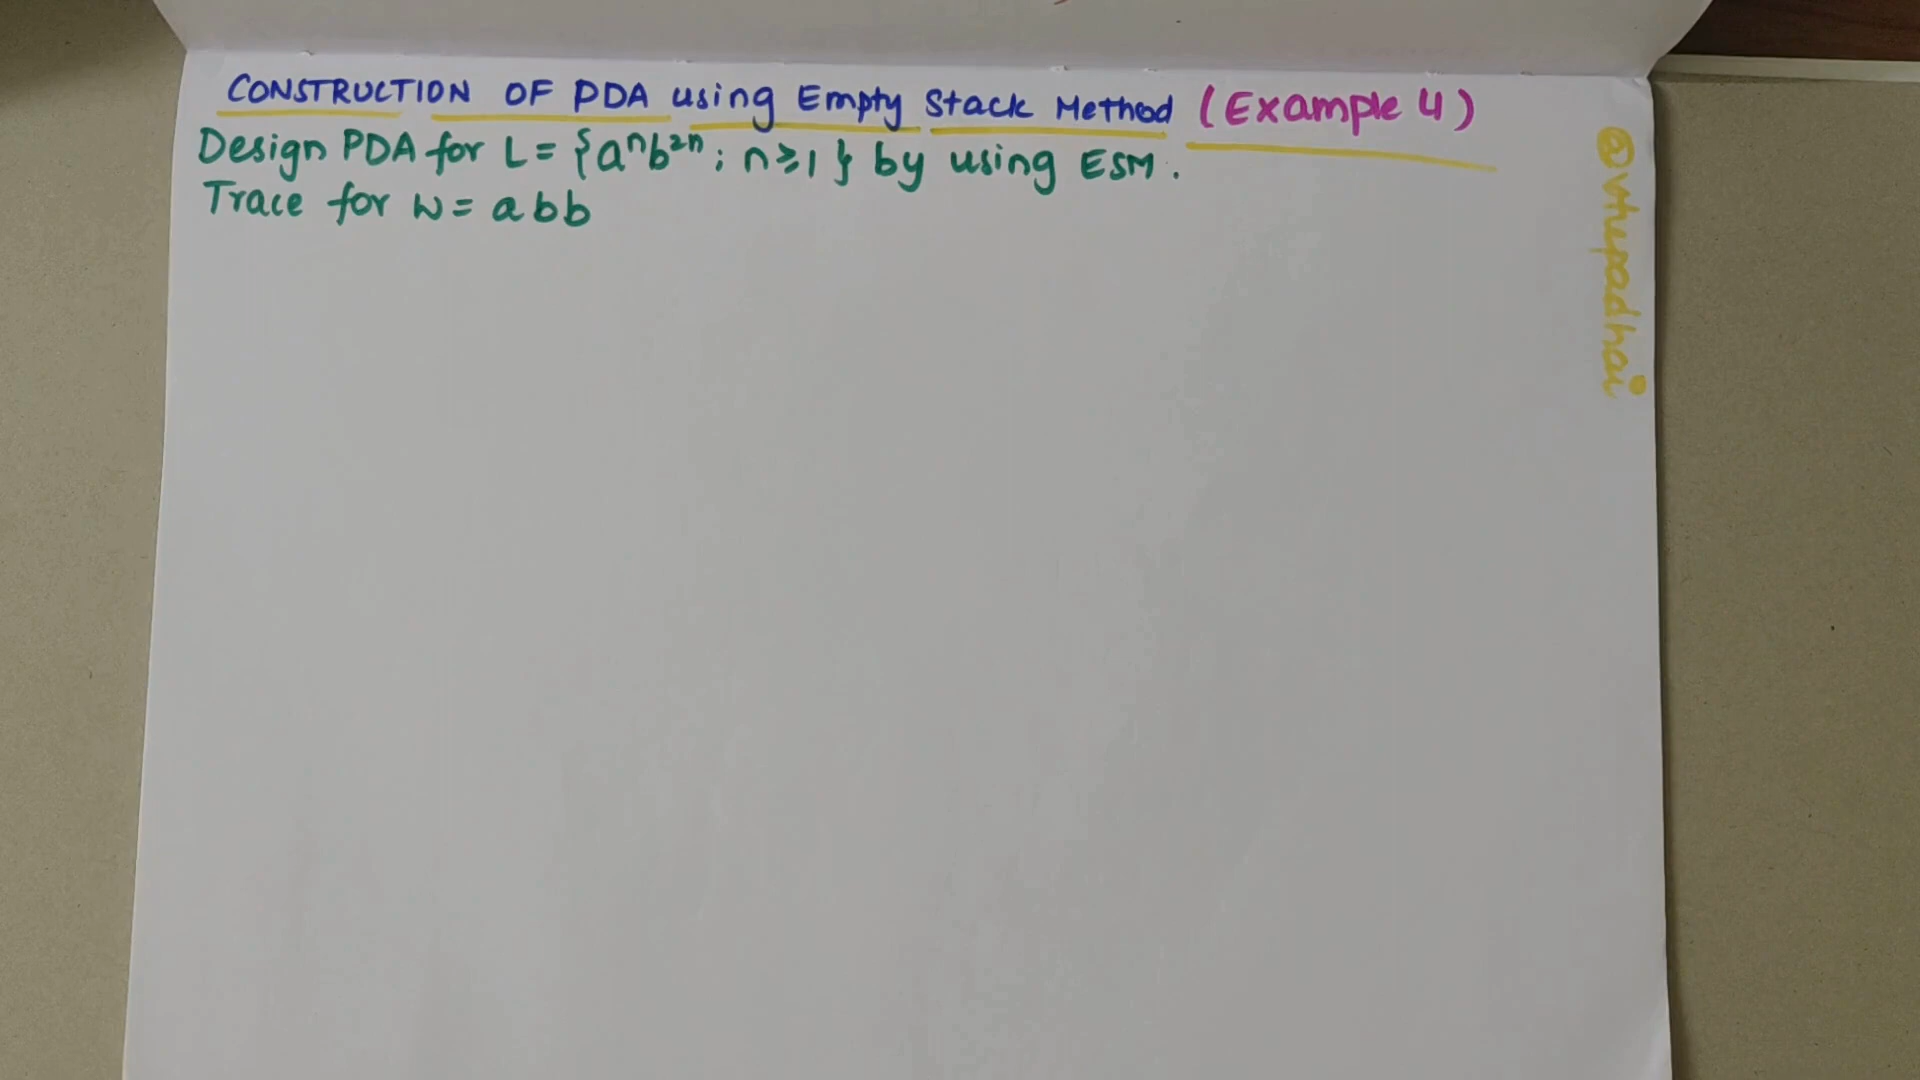 CONSTRUCTION OF PDA using Empty Stack Method (Example 4)
Design PDA for L = {aⁿb²ⁿ ; n≥1} by using ESM.
Trace for w = abb
@vtupadhai